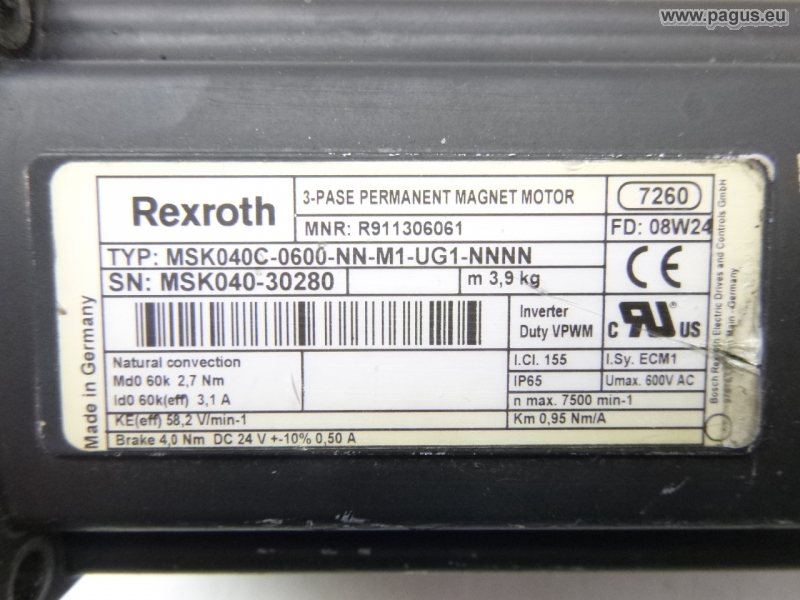 www.pagus.eu
Rexroth
3-PASE PERMANENT MAGNET MOTOR
7260
MNR: R911306061
FD: 08W24
TYP: MSK040C-0600-NN-M1-UG1-NNNN
SN: MSK040-30280
m 3,9 kg
CE
Inverter
Duty VPWM
c RU US
Natural convection
Md0 60k 2,7 Nm
Id0 60k(eff) 3,1 A
I.Cl. 155
I.Sy. ECM1
IP65
Umax. 600V AC
n max. 7500 min-1
KE(eff) 58,2 V/min-1
Km 0,95 Nm/A
Brake 4,0 Nm DC 24 V +-10% 0,50 A
Made in Germany
Bosch Rexroth Electric Drives and Controls GmbH
Main - Germany